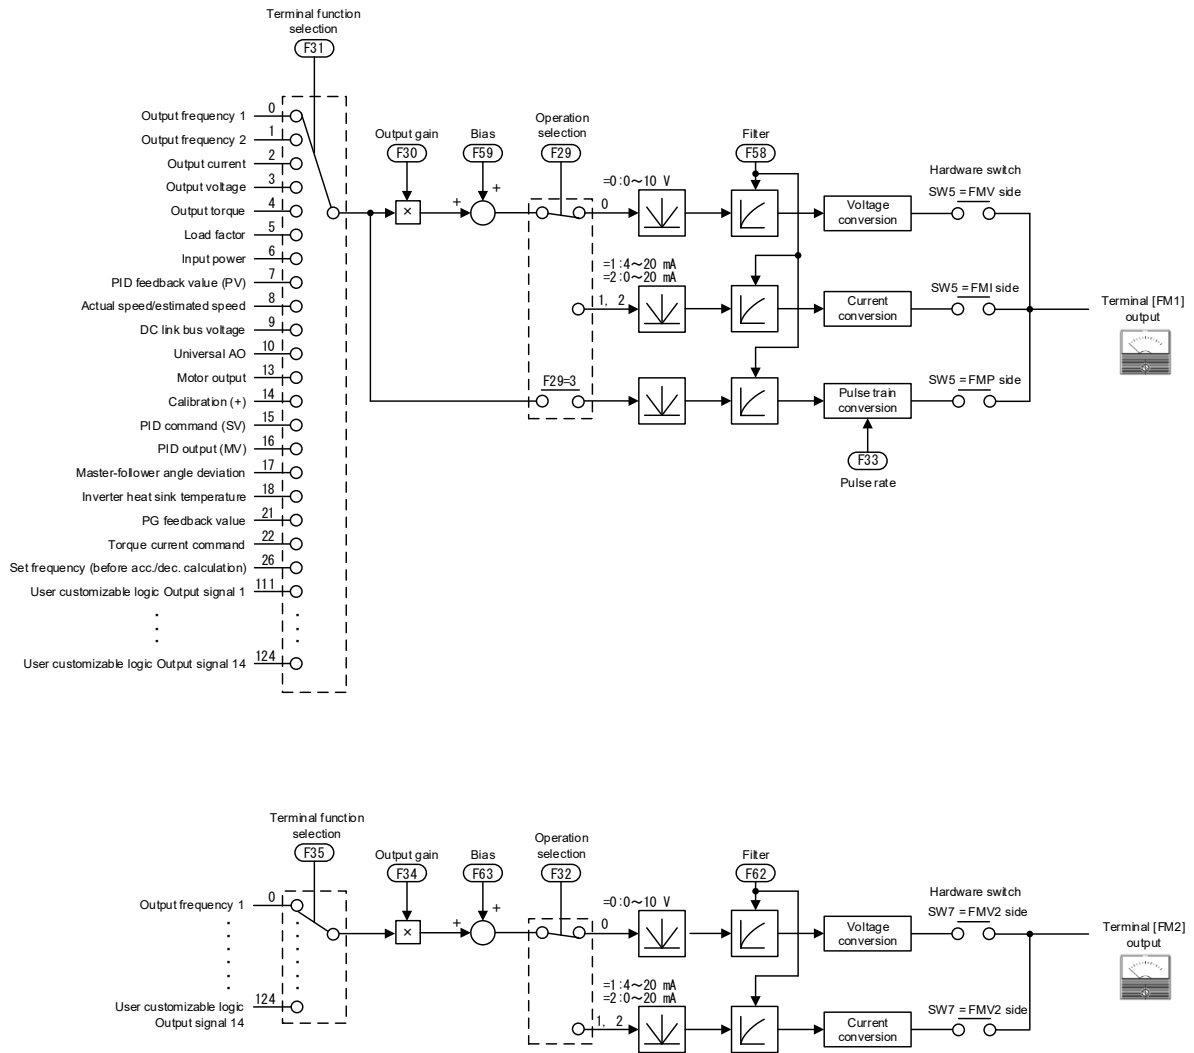 Terminal function
selection
F31
Output frequency 1 0
Output frequency 2 1
Output current 2
Output voltage 3
Output torque 4
Load factor 5
Input power 6
PID feedback value (PV) 7
Actual speed/estimated speed 8
DC link bus voltage 9
Universal AO 10
Motor output 13
Calibration (+) 14
PID command (SV) 15
PID output (MV) 16
Master-follower angle deviation 17
Inverter heat sink temperature 18
PG feedback value 21
Torque current command 22
Set frequency (before acc./dec. calculation) 26
User customizable logic Output signal 1 111
User customizable logic Output signal 14 124
Output gain
F30
×
Bias
F59
+
+
Operation
selection
F29
0
1, 2
F29=3
=0:0～10 V
=1:4～20 mA
=2:0～20 mA
Filter
F58
Voltage
conversion
Current
conversion
Pulse train
conversion
F33
Pulse rate
Hardware switch
SW5 = FMV side
SW5 = FMI side
SW5 = FMP side
Terminal [FM1]
output
Terminal function
selection
F35
Output frequency 1 0
User customizable logic 124
Output signal 14
Output gain
F34
×
Bias
F63
+
+
Operation
selection
F32
0
1, 2
=0:0～10 V
=1:4～20 mA
=2:0～20 mA
Filter
F62
Voltage
conversion
Current
conversion
Hardware switch
SW7 = FMV2 side
SW7 = FMV2 side
Terminal [FM2]
output